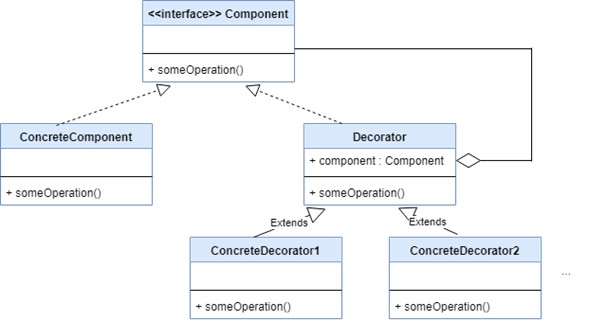 <<interface>> Component
+ someOperation()
ConcreteComponent
+ someOperation()
Decorator
+ component : Component
+ someOperation()
Extends
Extends
ConcreteDecorator1
+ someOperation()
ConcreteDecorator2
+ someOperation()
...